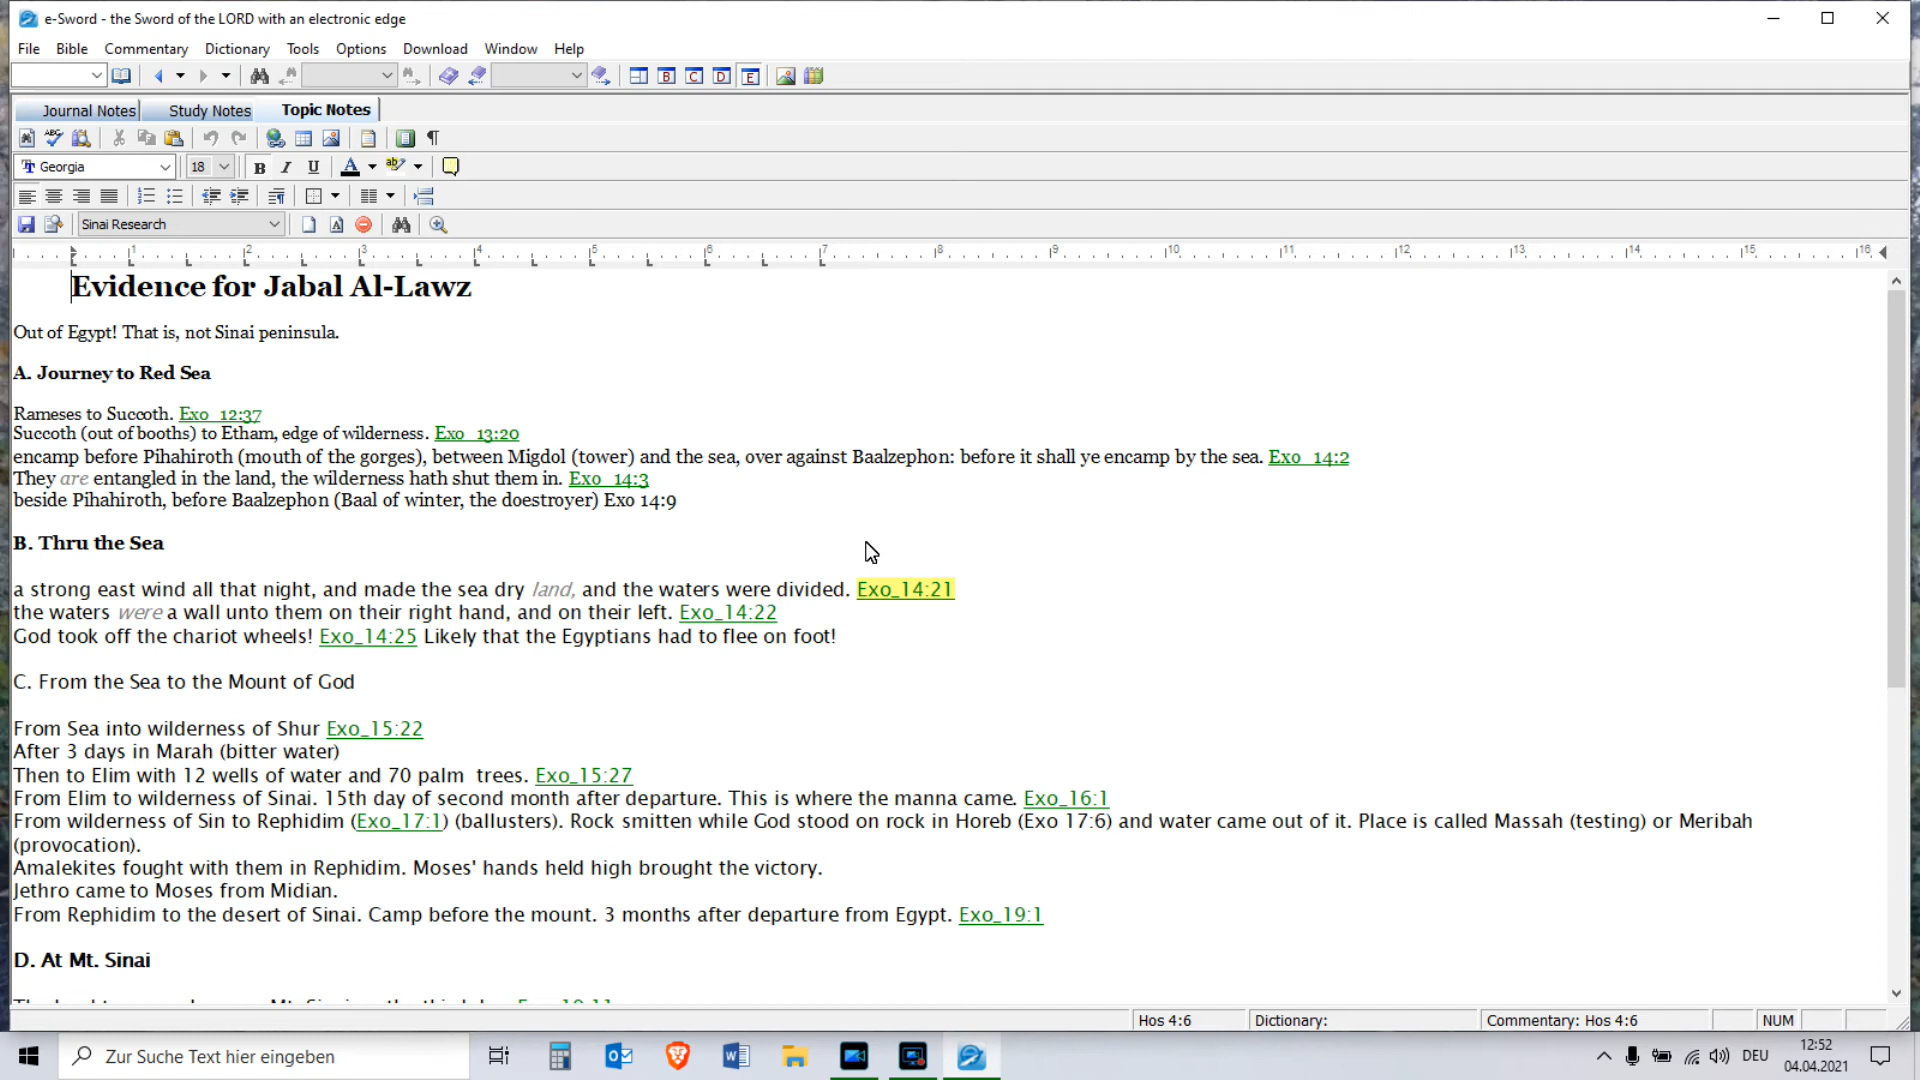 e-Sword - the Sword of the LORD with an electronic edge
File Bible Commentary Dictionary Tools Options Download Window Help
B C D E
Journal Notes Study Notes Topic Notes
Georgia 18 B I U A
Sinai Research
1 2 3 4 5 6 7 8 9 10 11 12 13 14 15 16
Evidence for Jabal Al-Lawz
Out of Egypt! That is, not Sinai peninsula.
A. Journey to Red Sea
Rameses to Succoth. Exo_12:37
Succoth (out of booths) to Etham, edge of wilderness. Exo_13:20
encamp before Pihahiroth (mouth of the gorges), between Migdol (tower) and the sea, over against Baalzephon: before it shall ye encamp by the sea. Exo_14:2
They are entangled in the land, the wilderness hath shut them in. Exo_14:3
beside Pihahiroth, before Baalzephon (Baal of winter, the doestroyer) Exo 14:9
B. Thru the Sea
a strong east wind all that night, and made the sea dry land, and the waters were divided. Exo_14:21
the waters were a wall unto them on their right hand, and on their left. Exo_14:22
God took off the chariot wheels! Exo_14:25 Likely that the Egyptians had to flee on foot!
C. From the Sea to the Mount of God
From Sea into wilderness of Shur Exo_15:22
After 3 days in Marah (bitter water)
Then to Elim with 12 wells of water and 70 palm  trees. Exo_15:27
From Elim to wilderness of Sinai. 15th day of second month after departure. This is where the manna came. Exo_16:1
From wilderness of Sin to Rephidim (Exo_17:1) (ballusters). Rock smitten while God stood on rock in Horeb (Exo 17:6) and water came out of it. Place is called Massah (testing) or Meribah
(provocation).
Amalekites fought with them in Rephidim. Moses' hands held high brought the victory.
Jethro came to Moses from Midian.
From Rephidim to the desert of Sinai. Camp before the mount. 3 months after departure from Egypt. Exo_19:1
D. At Mt. Sinai
Hos 4:6 Dictionary: Commentary: Hos 4:6 NUM
Zur Suche Text hier eingeben
DEU
12:52
04.04.2021